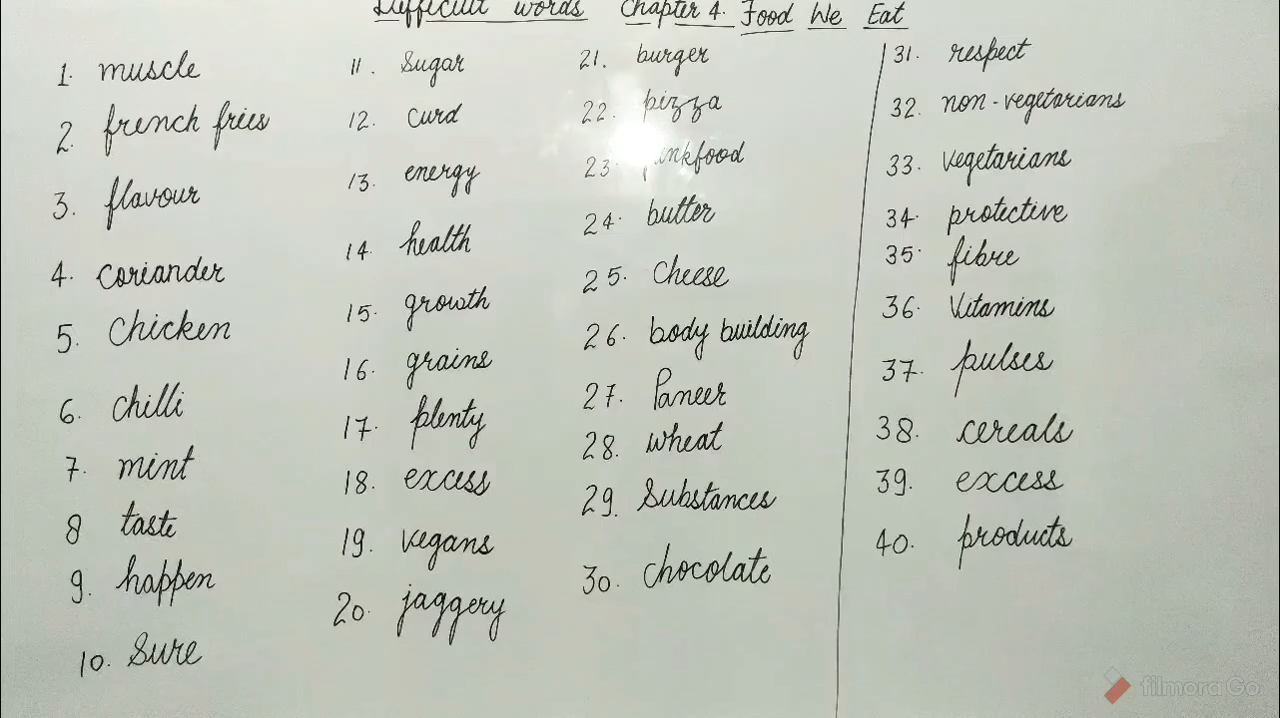 Difficult words Chapter 4. Food We Eat
1. muscle
2. french fries
3. flavour
4. coriander
5. chicken
6. chilli
7. mint
8 taste
9. happen
10. Sure
11. Sugar
12. curd
13. energy
14. health
15. growth
16. grains
17. plenty
18. excess
19. vegans
20. jaggery
21. burger
22. pizza
23. junkfood
24. butter
25. Cheese
26. body building
27. Paneer
28. wheat
29. Substances
30. chocolate
31. respect
32. non-vegetarians
33. vegetarians
34. protective
35. fibre
36. Vitamins
37. pulses
38. cereals
39. excess
40. products
filmora Go